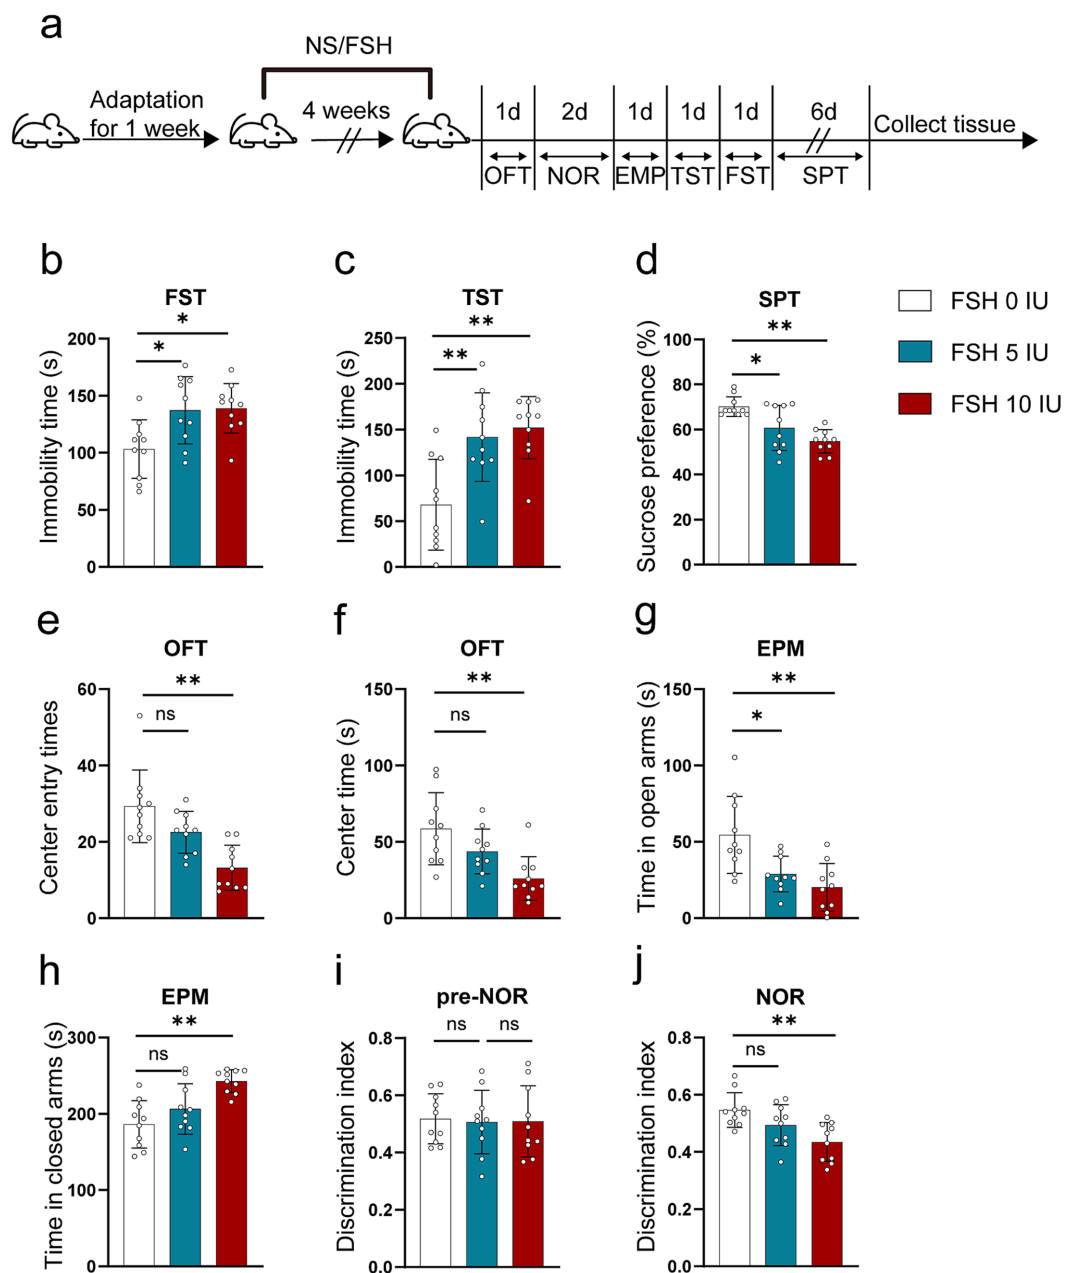 a
NS/FSH
Adaptation
for 1 week
4 weeks
1d 2d 1d 1d 1d 6d
Collect tissue
OFT NOR EMP TST FST SPT
b
FST
Immobility time (s)
200
150
100
50
0
*
*
c
TST
Immobility time (s)
250
200
150
100
50
0
**
**
d
SPT
Sucrose preference (%)
100
80
60
40
20
0
**
*
FSH 0 IU
FSH 5 IU
FSH 10 IU
e
OFT
Center entry times
60
40
20
0
**
ns
f
OFT
Center time (s)
150
100
50
0
**
ns
g
EPM
Time in open arms (s)
150
100
50
0
**
*
h
EPM
Time in closed arms (s)
300
200
100
0
**
ns
i
pre-NOR
Discrimination index
0.8
0.6
0.4
0.2
0.0
ns ns
j
NOR
Discrimination index
0.8
0.6
0.4
0.2
0.0
**
ns